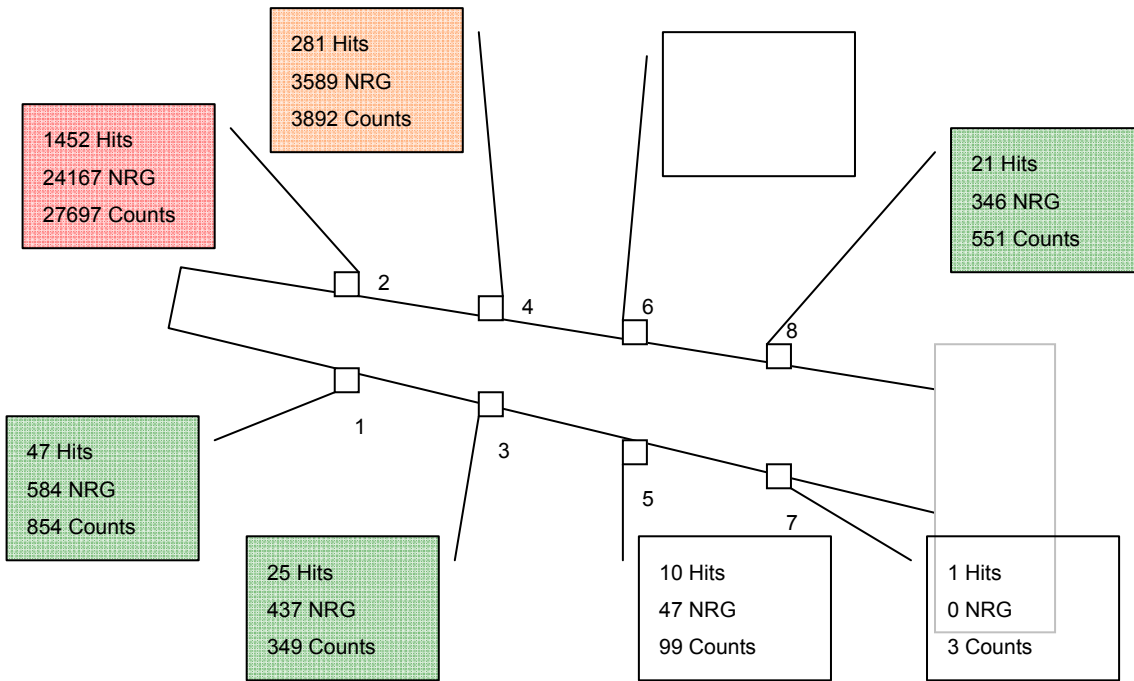 281 Hits
3589 NRG
3892 Counts
1452 Hits
24167 NRG
27697 Counts
21 Hits
346 NRG
551 Counts
2
4
6
8
1
3
5
7
47 Hits
584 NRG
854 Counts
25 Hits
437 NRG
349 Counts
10 Hits
47 NRG
99 Counts
1 Hits
0 NRG
3 Counts